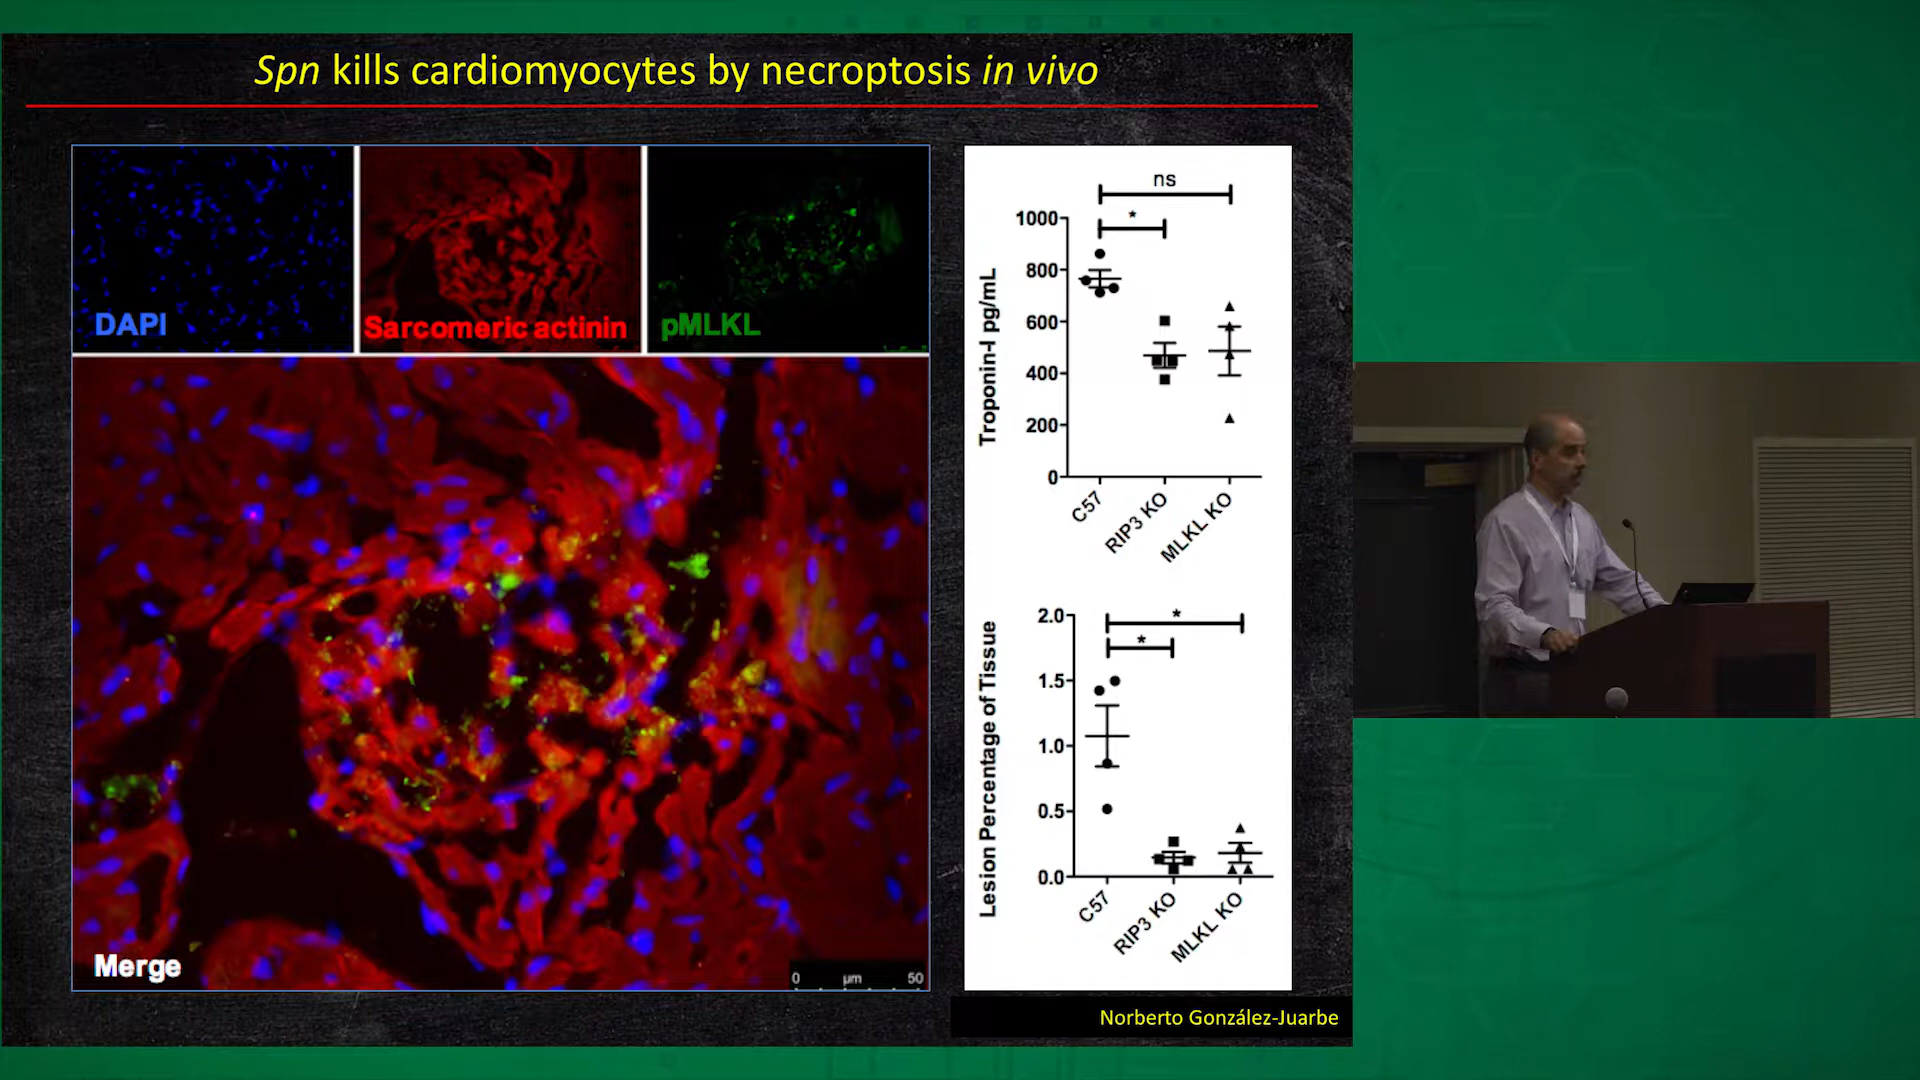 Spn kills cardiomyocytes by necroptosis in vivo
DAPI
Sarcomeric actinin
pMLKL
Merge
0 µm 50
ns
*
Troponin-I pg/mL
1000
800
600
400
200
0
C57
RIP3 KO
MLKL KO
*
*
Lesion Percentage of Tissue
2.0
1.5
1.0
0.5
0.0
C57
RIP3 KO
MLKL KO
Norberto González-Juarbe